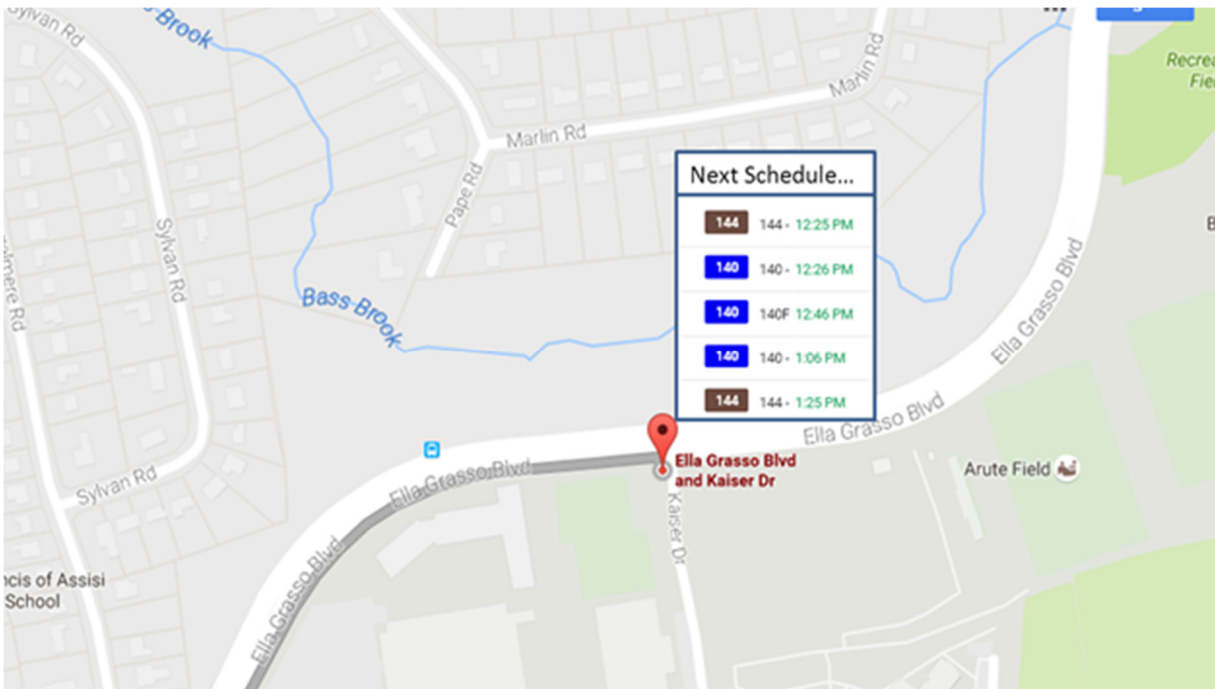 Sylvan Rd
Brook
Recrea
Fie
Marlin Rd
Marlin Rd
Next Schedule...
Pape Rd
144 144 - 12:25 PM
140 140 - 12:26 PM
140 140F 12:46 PM
140 140 - 1:06 PM
144 144 - 1:25 PM
Sylvan Rd
Bass Brook
Ella Grasso Blvd
Ella Grasso Blvd
Ella Grasso Blvd
and Kaiser Dr
Ella Grasso Blvd
Arute Field
Sylvan Rd
Kaiser Dr
Ella Grasso Blvd
ncis of Assisi
School